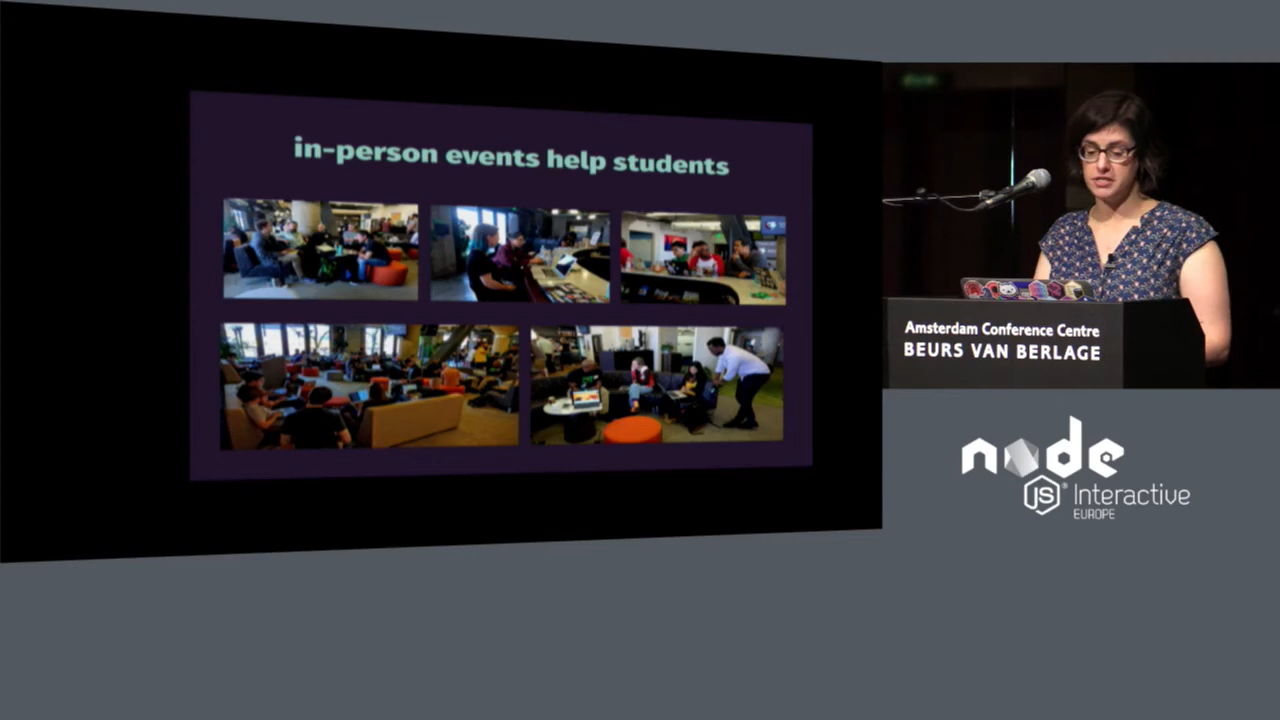 in-person events help students
Amsterdam Conference Centre
BEURS VAN BERLAGE
node
JS® Interactive
EUROPE